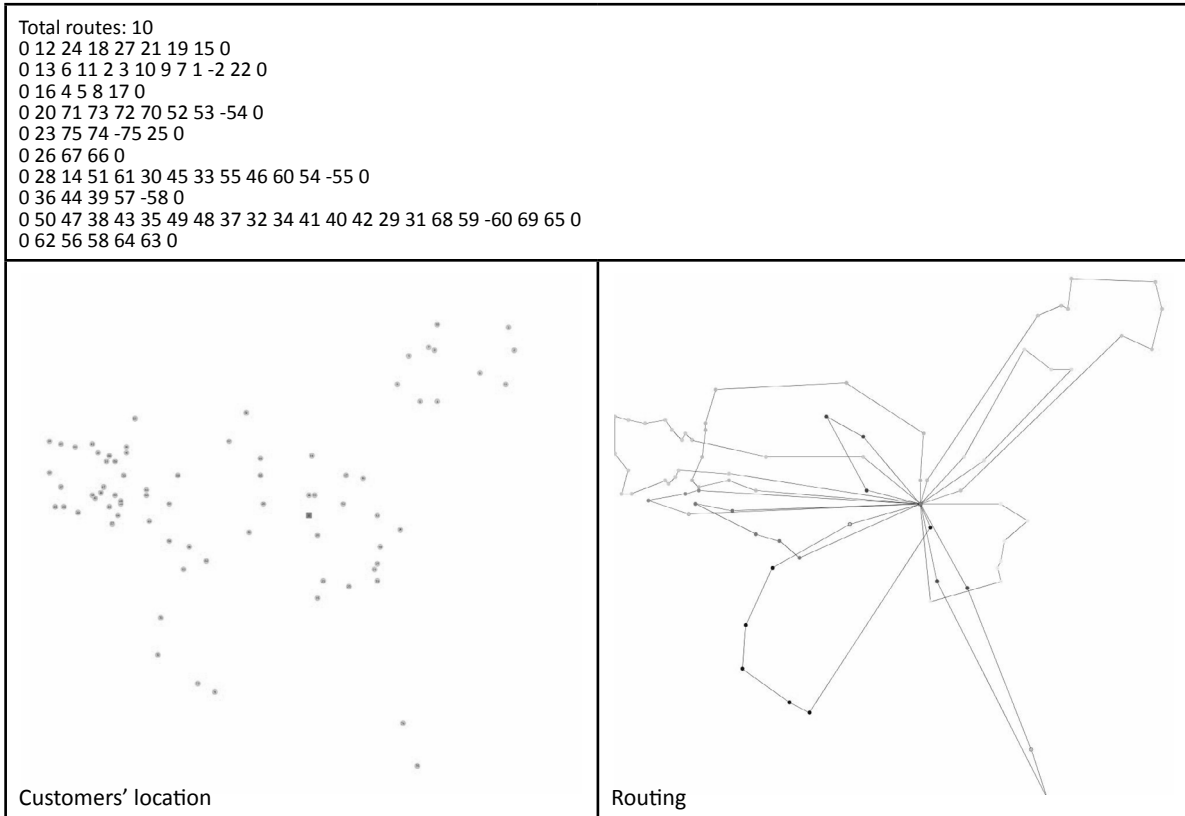 Total routes: 10
0 12 24 18 27 21 19 15 0
0 13 6 11 2 3 10 9 7 1 -2 22 0
0 16 4 5 8 17 0
0 20 71 73 72 70 52 53 -54 0
0 23 75 74 -75 25 0
0 26 67 66 0
0 28 14 51 61 30 45 33 55 46 60 54 -55 0
0 36 44 39 57 -58 0
0 50 47 38 43 35 49 48 37 32 34 41 40 42 29 31 68 59 -60 69 65 0
0 62 56 58 64 63 0
Customers' location
Routing